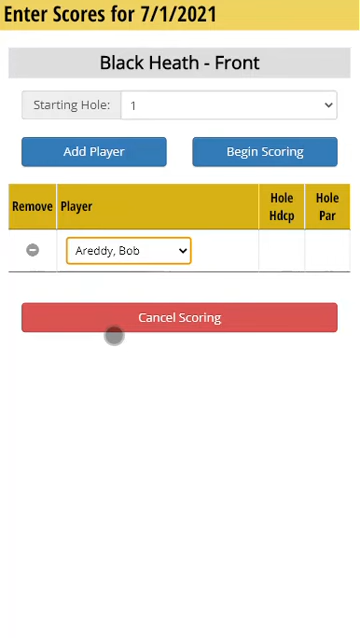 Enter Scores for 7/1/2021
Black Heath - Front
Starting Hole: 1
Add Player Begin Scoring
Remove Player Hole Hdcp Hole Par
Areddy, Bob
Cancel Scoring